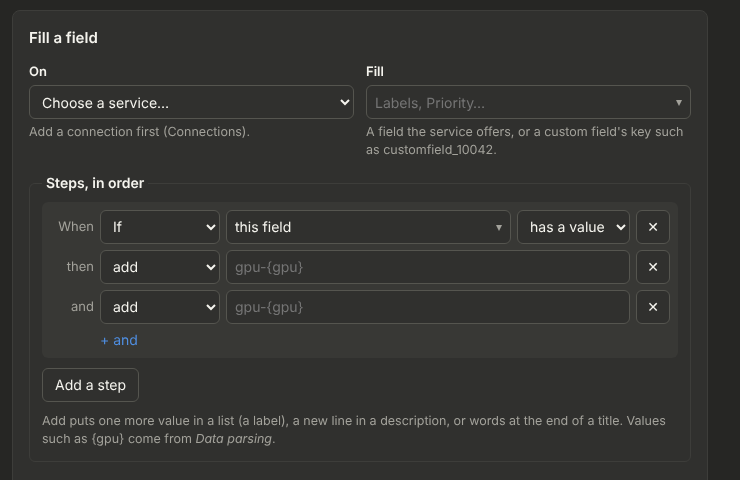 Fill a field
On
Fill
Choose a service...
Labels, Priority...
Add a connection first (Connections).
A field the service offers, or a custom field's key such
as customfield_10042.
Steps, in order
When If this field has a value ✕
then add gpu-{gpu} ✕
and add gpu-{gpu} ✕
+ and
Add a step
Add puts one more value in a list (a label), a new line in a description, or words at the end of a title. Values
such as {gpu} come from Data parsing.